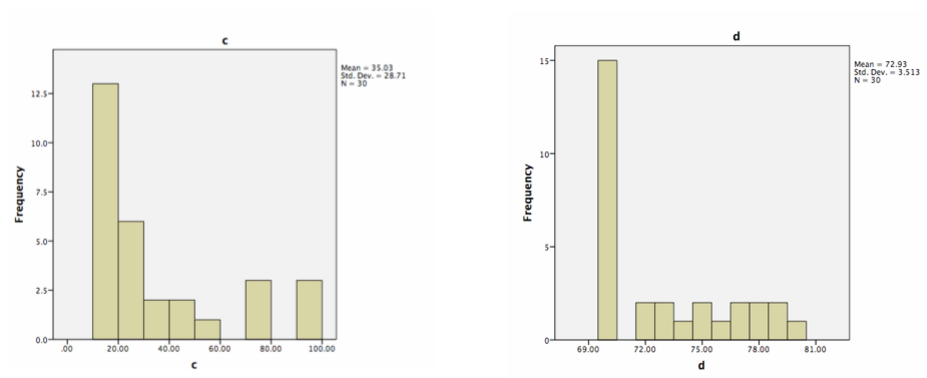 c
Mean = 35.03
Std. Dev. = 28.71
N = 30
12.5
10.0
7.5
5.0
2.5
0.0
Frequency
.00 20.00 40.00 60.00 80.00 100.00
c
d
Mean = 72.93
Std. Dev. = 3.513
N = 30
15
10
5
0
Frequency
69.00 72.00 75.00 78.00 81.00
d